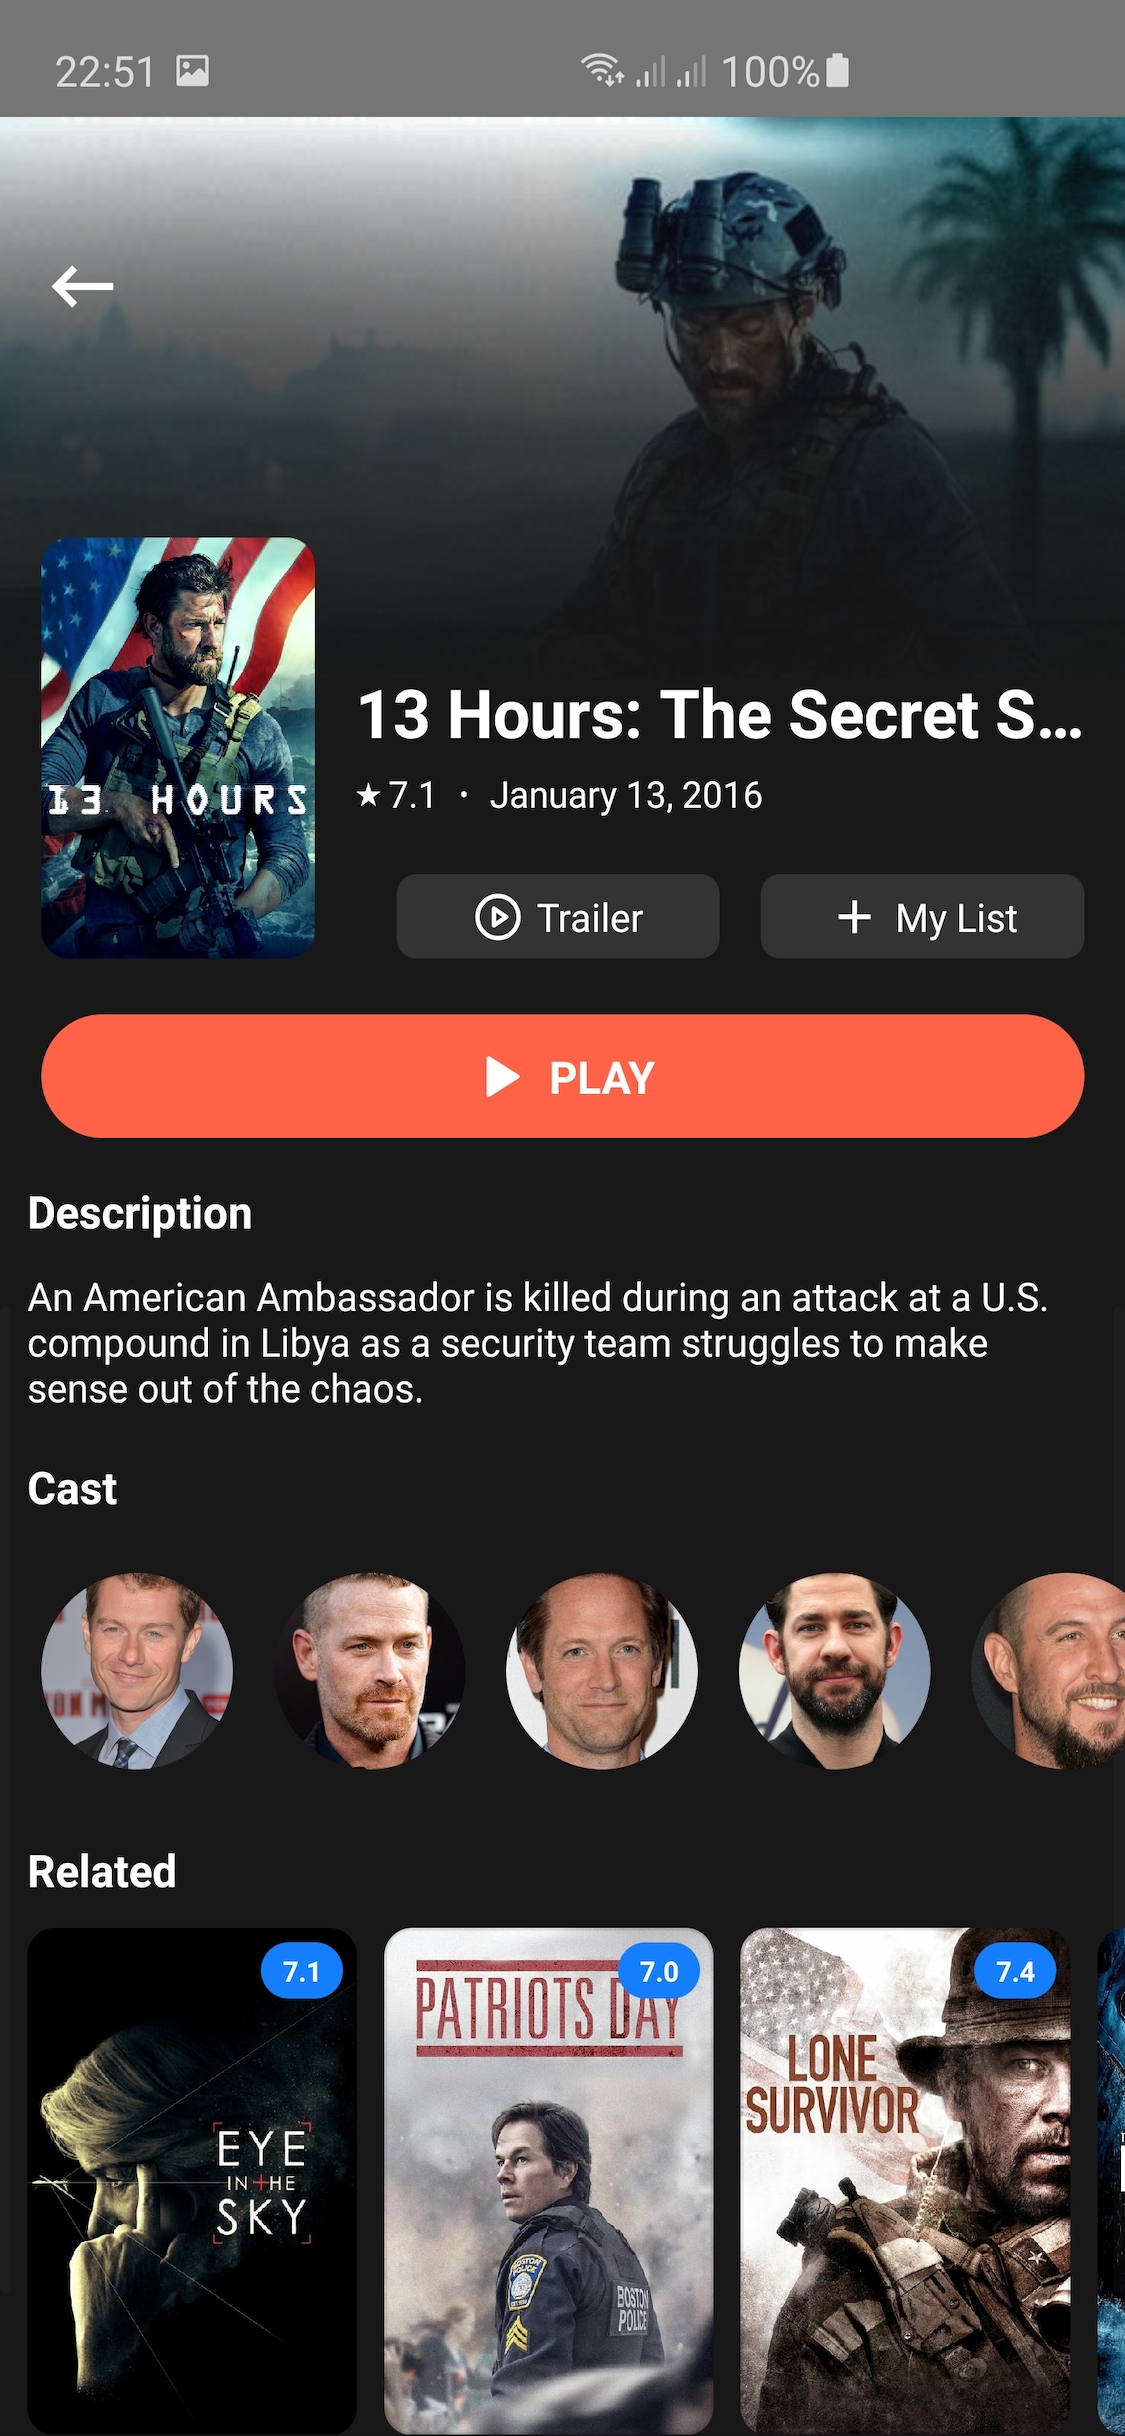 22:51
100%
13 HOURS
13 Hours: The Secret S...
★ 7.1 · January 13, 2016
Trailer
+ My List
PLAY
Description
An American Ambassador is killed during an attack at a U.S.
compound in Libya as a security team struggles to make
sense out of the chaos.
Cast
Related
7.1
EYE
IN THE
SKY
7.0
PATRIOTS DAY
BOSTON
POLICE
BOSTON
POLICE
7.4
LONE
SURVIVOR